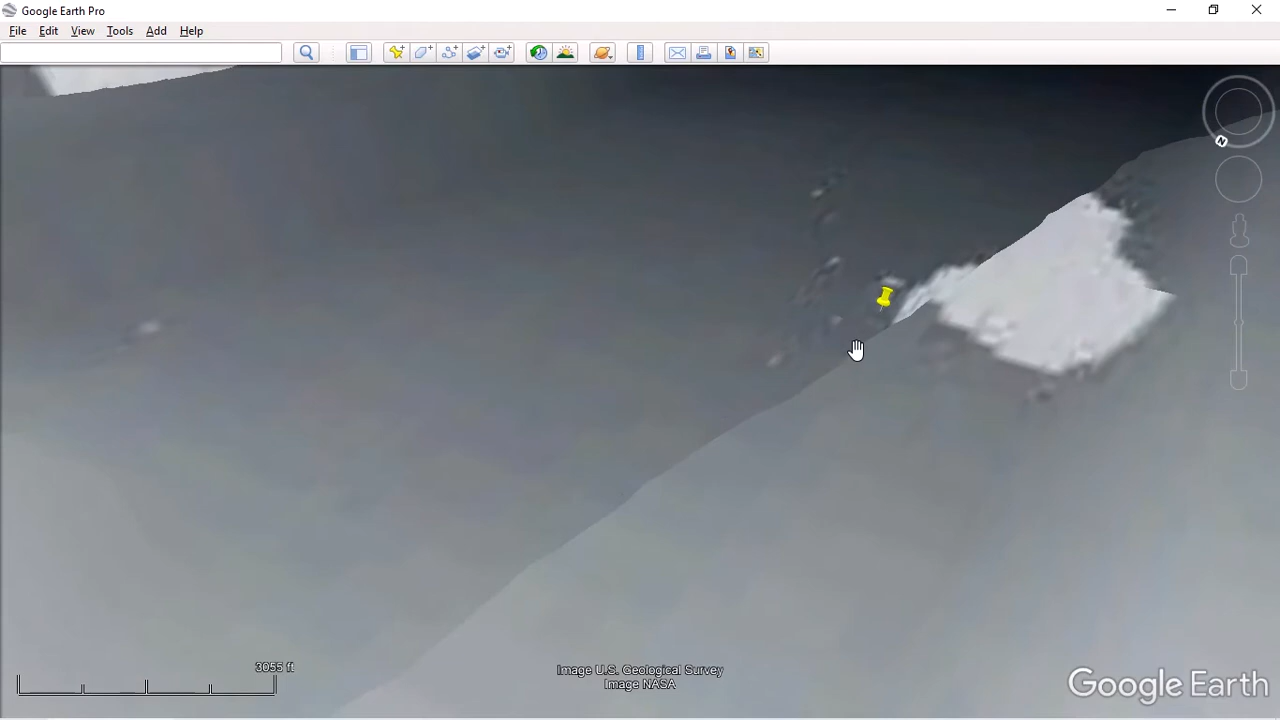 Google Earth Pro
File Edit View Tools Add Help
N
3055 ft
Image U.S. Geological Survey
Image NASA
Google Earth